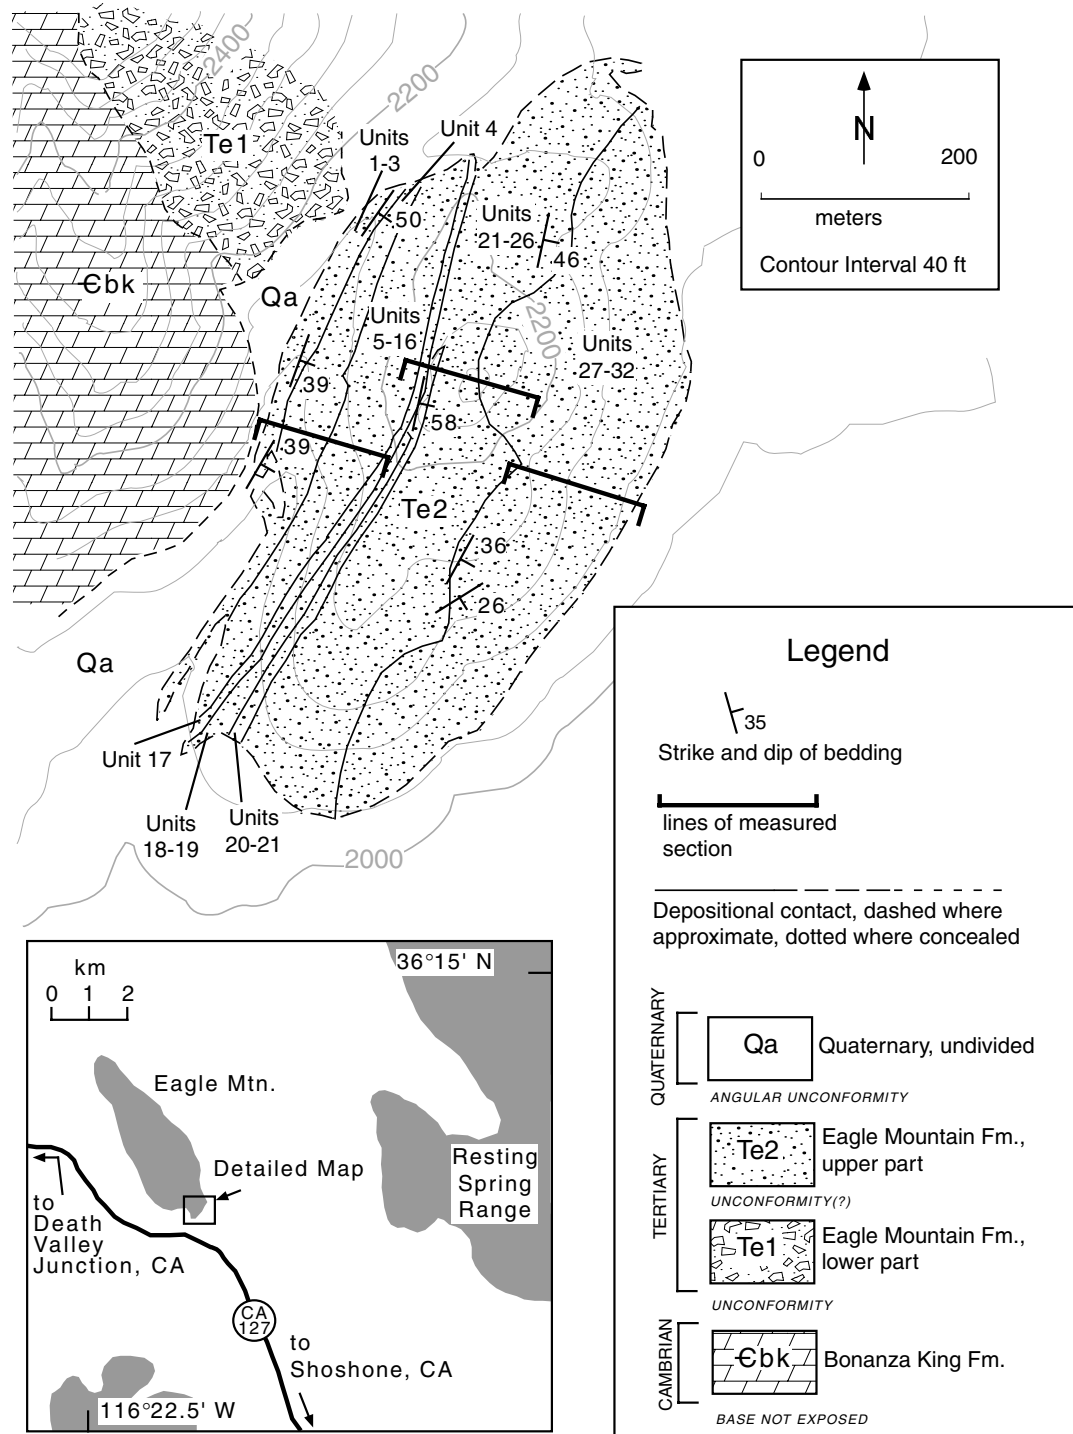 2400
2200
Te1
Units
1-3
Unit 4
50
Units
21-26
46
N
0
200
meters
Contour Interval 40 ft
Ꞓbk
Qa
Units
5-16
2200
Units
27-32
39
58
39
Te2
36
26
Qa
Unit 17
Units
18-19
Units
20-21
2000
Legend
35
Strike and dip of bedding
lines of measured
section
Depositional contact, dashed where
approximate, dotted where concealed
QUATERNARY
Qa
Quaternary, undivided
ANGULAR UNCONFORMITY
TERTIARY
Te2
Eagle Mountain Fm.,
upper part
UNCONFORMITY(?)
Te1
Eagle Mountain Fm.,
lower part
UNCONFORMITY
CAMBRIAN
Ꞓbk
Bonanza King Fm.
BASE NOT EXPOSED
km
0 1 2
36°15' N
Eagle Mtn.
Detailed Map
Resting
Spring
Range
to
Death
Valley
Junction, CA
CA
127
to
Shoshone, CA
116°22.5' W